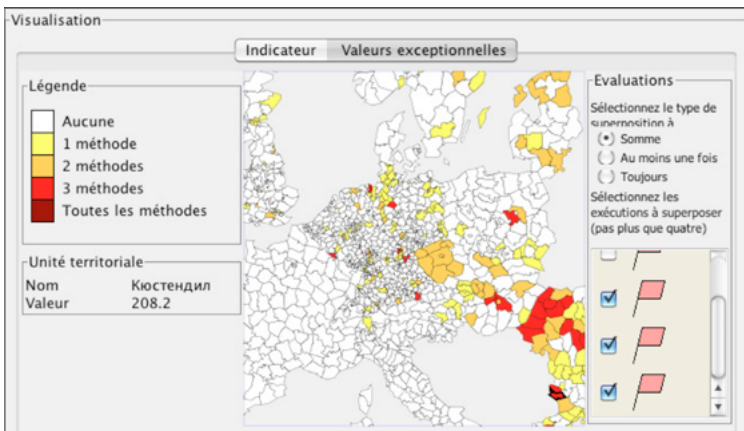 Visualisation
Indicateur
Valeurs exceptionnelles
Légende
Aucune
1 méthode
2 méthodes
3 méthodes
Toutes les méthodes
Unité territoriale
Nom Кюстендил
Valeur 208.2
Evaluations
Sélectionnez le type de
superposition à
Somme
Au moins une fois
Toujours
Sélectionnez les
exécutions à superposer
(pas plus que quatre)